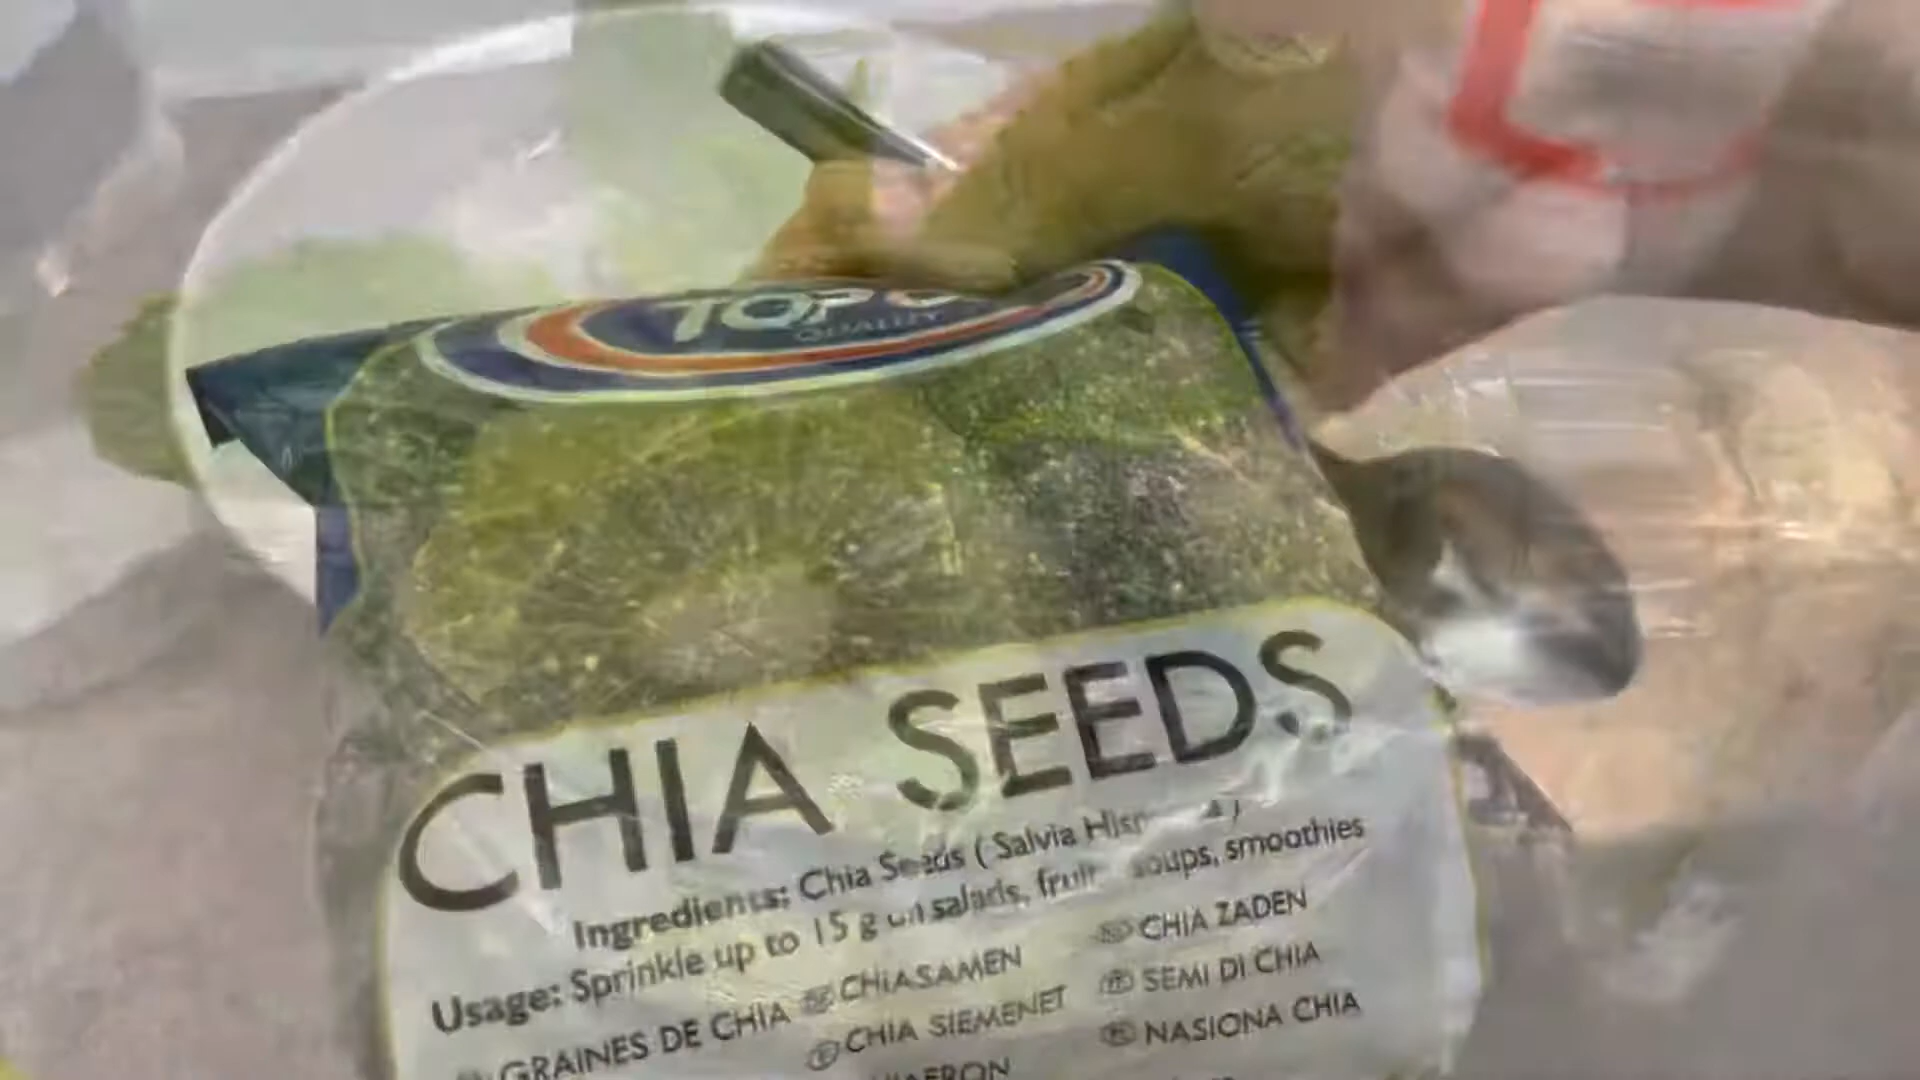 TOP
QUALITY
CHIA SEEDS
Ingredients: Chia Seeds ( Salvia
Usage: Sprinkle up to 15 g on salads, fruit soups, smoothies
GRAINES DE CHIA
CHIASAMEN
CHIA SIEMENET
CHIA ZADEN
SEMI DI CHIA
NASIONA CHIA